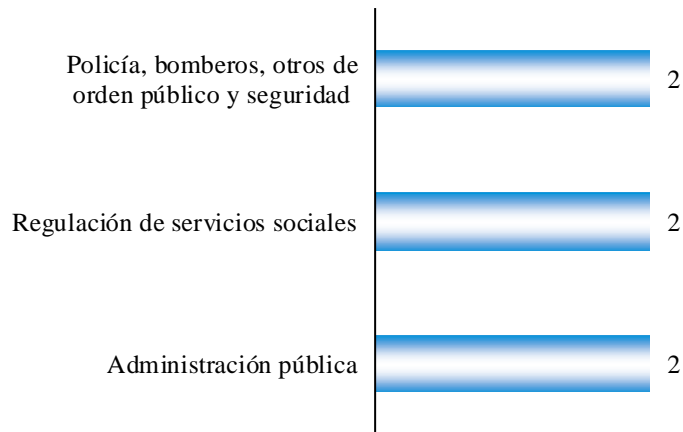 Policía, bomberos, otros de
orden público y seguridad
2
Regulación de servicios sociales
2
Administración pública
2